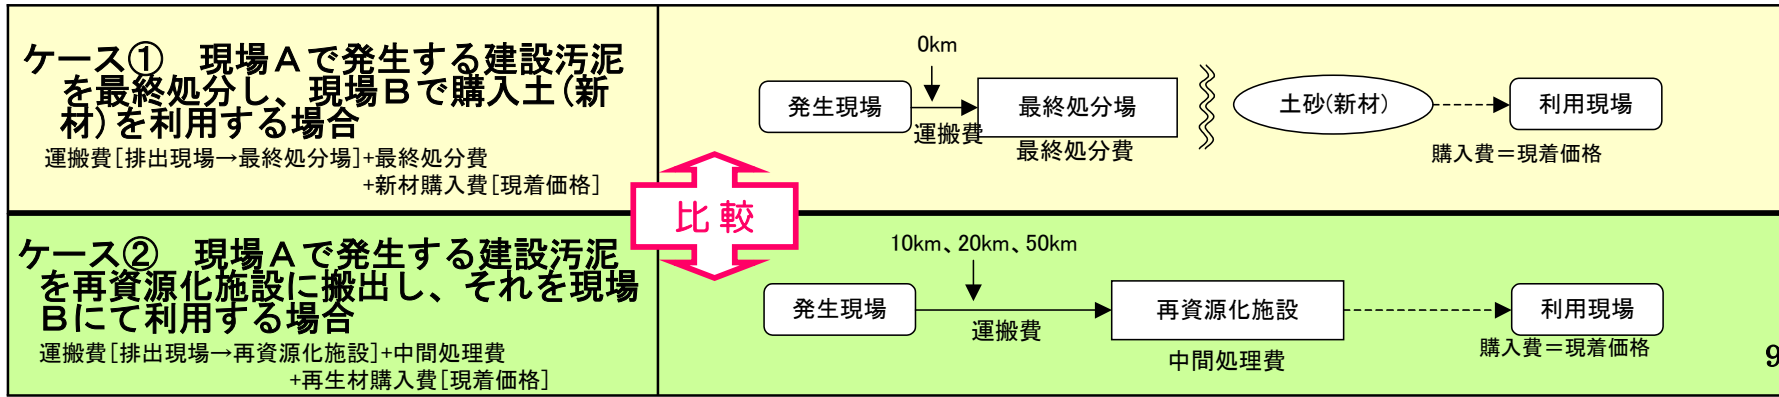 ケース①　現場Ａで発生する建設汚泥
を最終処分し、現場Ｂで購入土(新
材)を利用する場合
運搬費[排出現場→最終処分場]+最終処分費
+新材購入費[現着価格]
0km
発生現場
運搬費
最終処分場
最終処分費
土砂(新材)
利用現場
購入費＝現着価格
比較
ケース②　現場Ａで発生する建設汚泥
を再資源化施設に搬出し、それを現場
Ｂにて利用する場合
運搬費[排出現場→再資源化施設]+中間処理費
+再生材購入費[現着価格]
10km、20km、50km
発生現場
運搬費
再資源化施設
中間処理費
利用現場
購入費＝現着価格
9